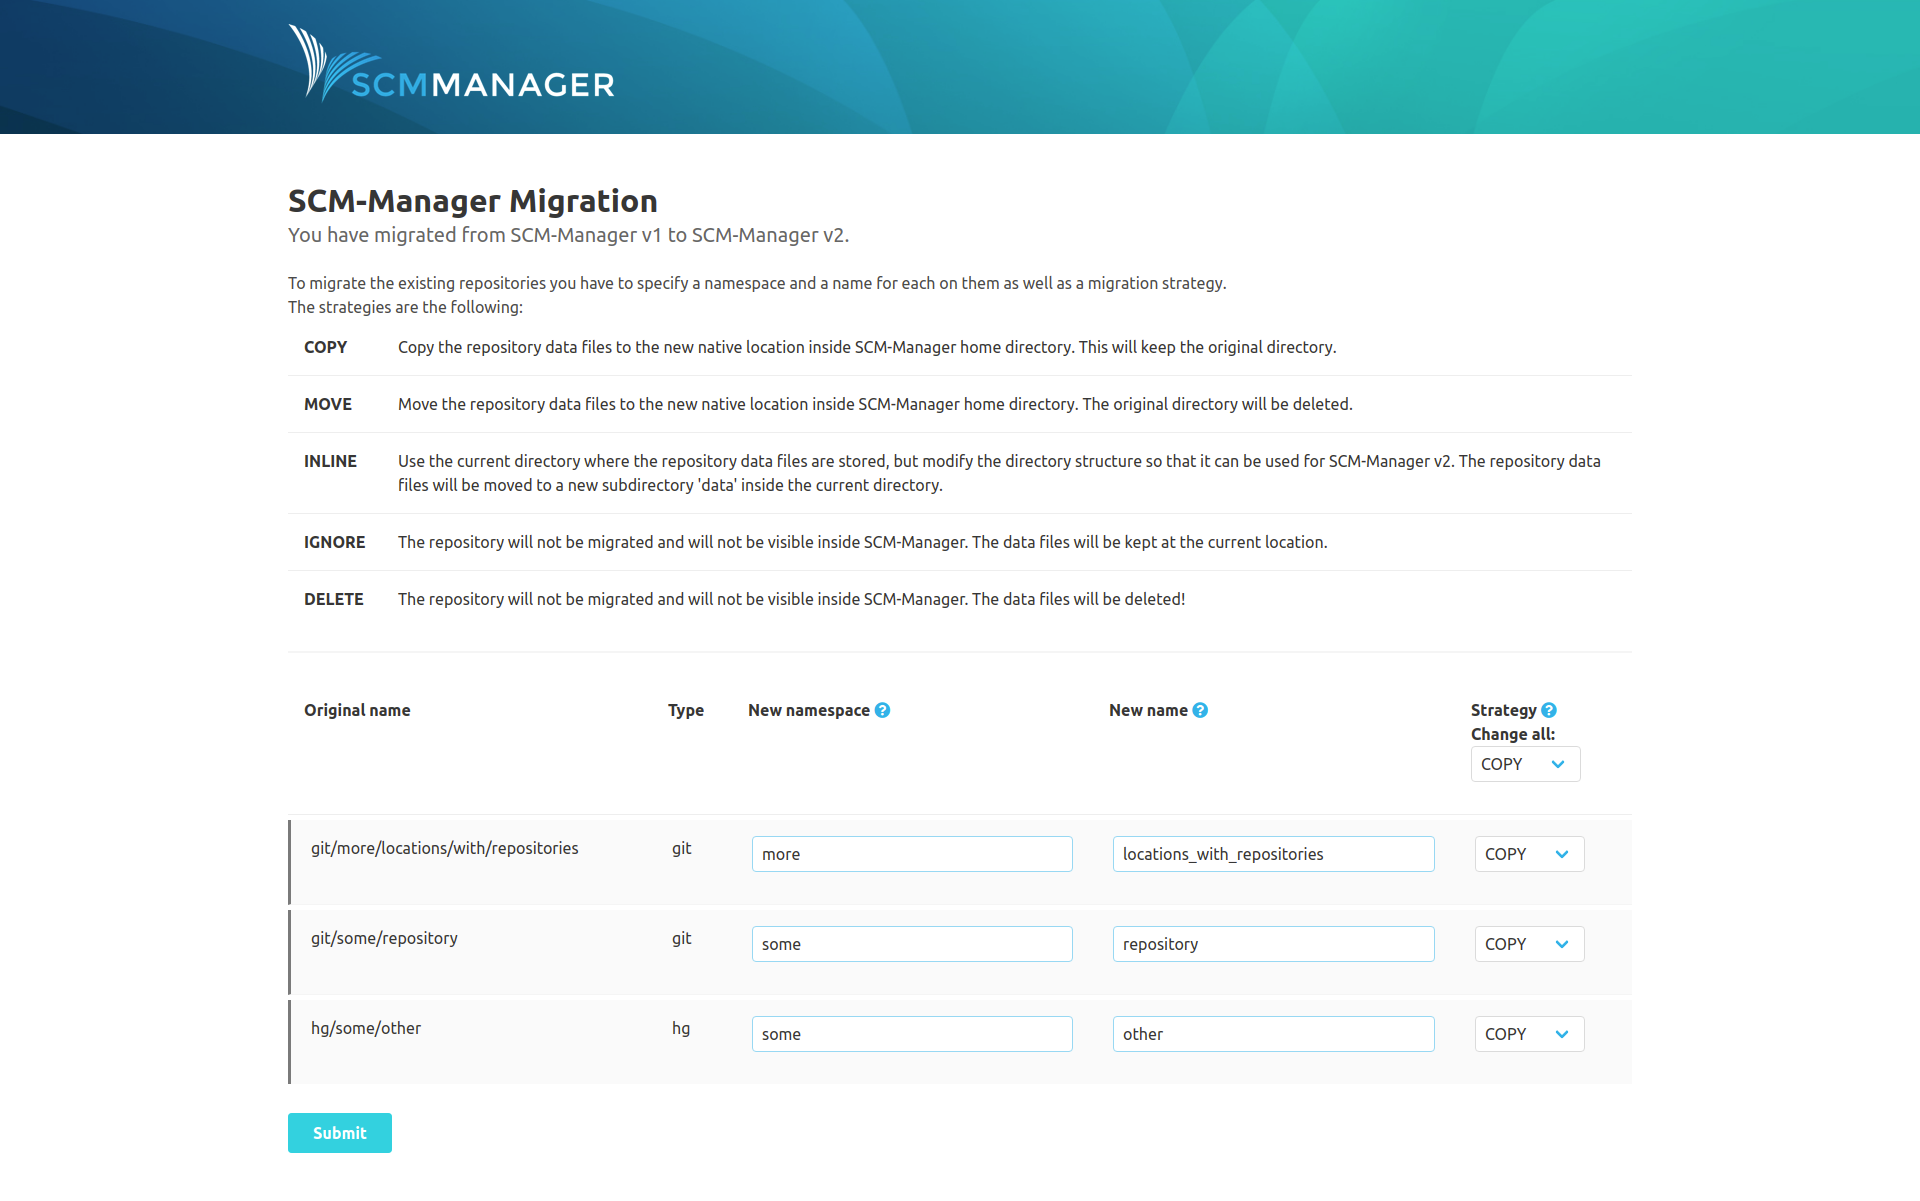 SCMMANAGER
SCM-Manager Migration
You have migrated from SCM-Manager v1 to SCM-Manager v2.
To migrate the existing repositories you have to specify a namespace and a name for each on them as well as a migration strategy.
The strategies are the following:
COPY Copy the repository data files to the new native location inside SCM-Manager home directory. This will keep the original directory.
MOVE Move the repository data files to the new native location inside SCM-Manager home directory. The original directory will be deleted.
INLINE Use the current directory where the repository data files are stored, but modify the directory structure so that it can be used for SCM-Manager v2. The repository data
files will be moved to a new subdirectory 'data' inside the current directory.
IGNORE The repository will not be migrated and will not be visible inside SCM-Manager. The data files will be kept at the current location.
DELETE The repository will not be migrated and will not be visible inside SCM-Manager. The data files will be deleted!
Original name Type New namespace ? New name ? Strategy ?
Change all:
COPY
git/more/locations/with/repositories git more locations_with_repositories COPY
git/some/repository git some repository COPY
hg/some/other hg some other COPY
Submit